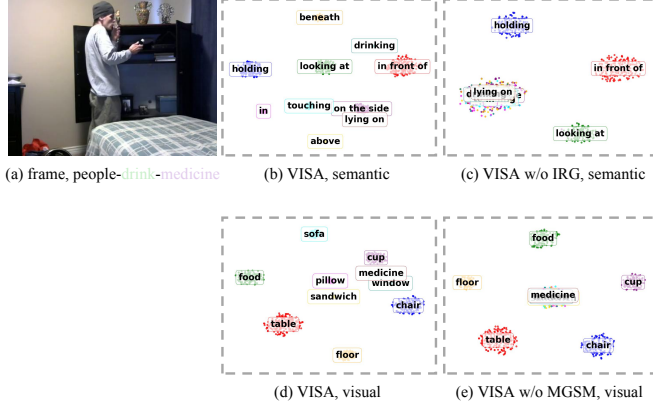 beneath
drinking
holding
looking at
in front of
in
touching
on the side
lying on
above
holding
in front of
lying on
looking at
(a) frame, people-drink-medicine
(b) VISA, semantic
(c) VISA w/o IRG, semantic
sofa
cup
food
medicine
pillow
window
sandwich
chair
table
floor
food
floor
cup
medicine
table
chair
(d) VISA, visual
(e) VISA w/o MGSM, visual